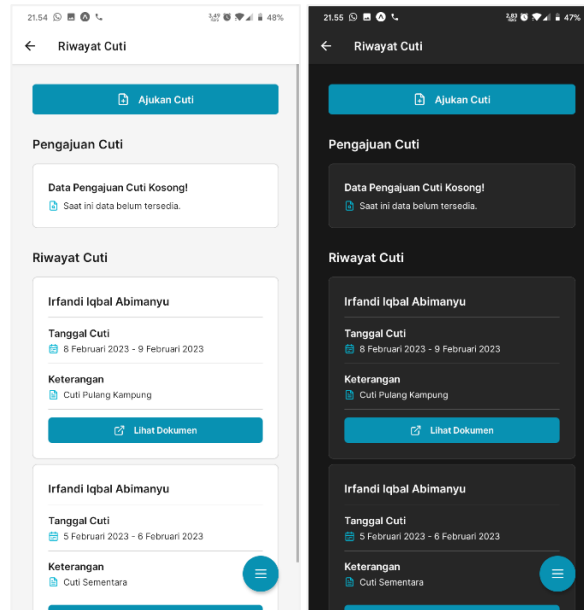 21.54 48%
Riwayat Cuti
Ajukan Cuti
Pengajuan Cuti
Data Pengajuan Cuti Kosong!
Saat ini data belum tersedia.
Riwayat Cuti
Irfandi Iqbal Abimanyu
Tanggal Cuti
8 Februari 2023 - 9 Februari 2023
Keterangan
Cuti Pulang Kampung
Lihat Dokumen
Irfandi Iqbal Abimanyu
Tanggal Cuti
5 Februari 2023 - 6 Februari 2023
Keterangan
Cuti Sementara
21.55 47%
Riwayat Cuti
Ajukan Cuti
Pengajuan Cuti
Data Pengajuan Cuti Kosong!
Saat ini data belum tersedia.
Riwayat Cuti
Irfandi Iqbal Abimanyu
Tanggal Cuti
8 Februari 2023 - 9 Februari 2023
Keterangan
Cuti Pulang Kampung
Lihat Dokumen
Irfandi Iqbal Abimanyu
Tanggal Cuti
5 Februari 2023 - 6 Februari 2023
Keterangan
Cuti Sementara